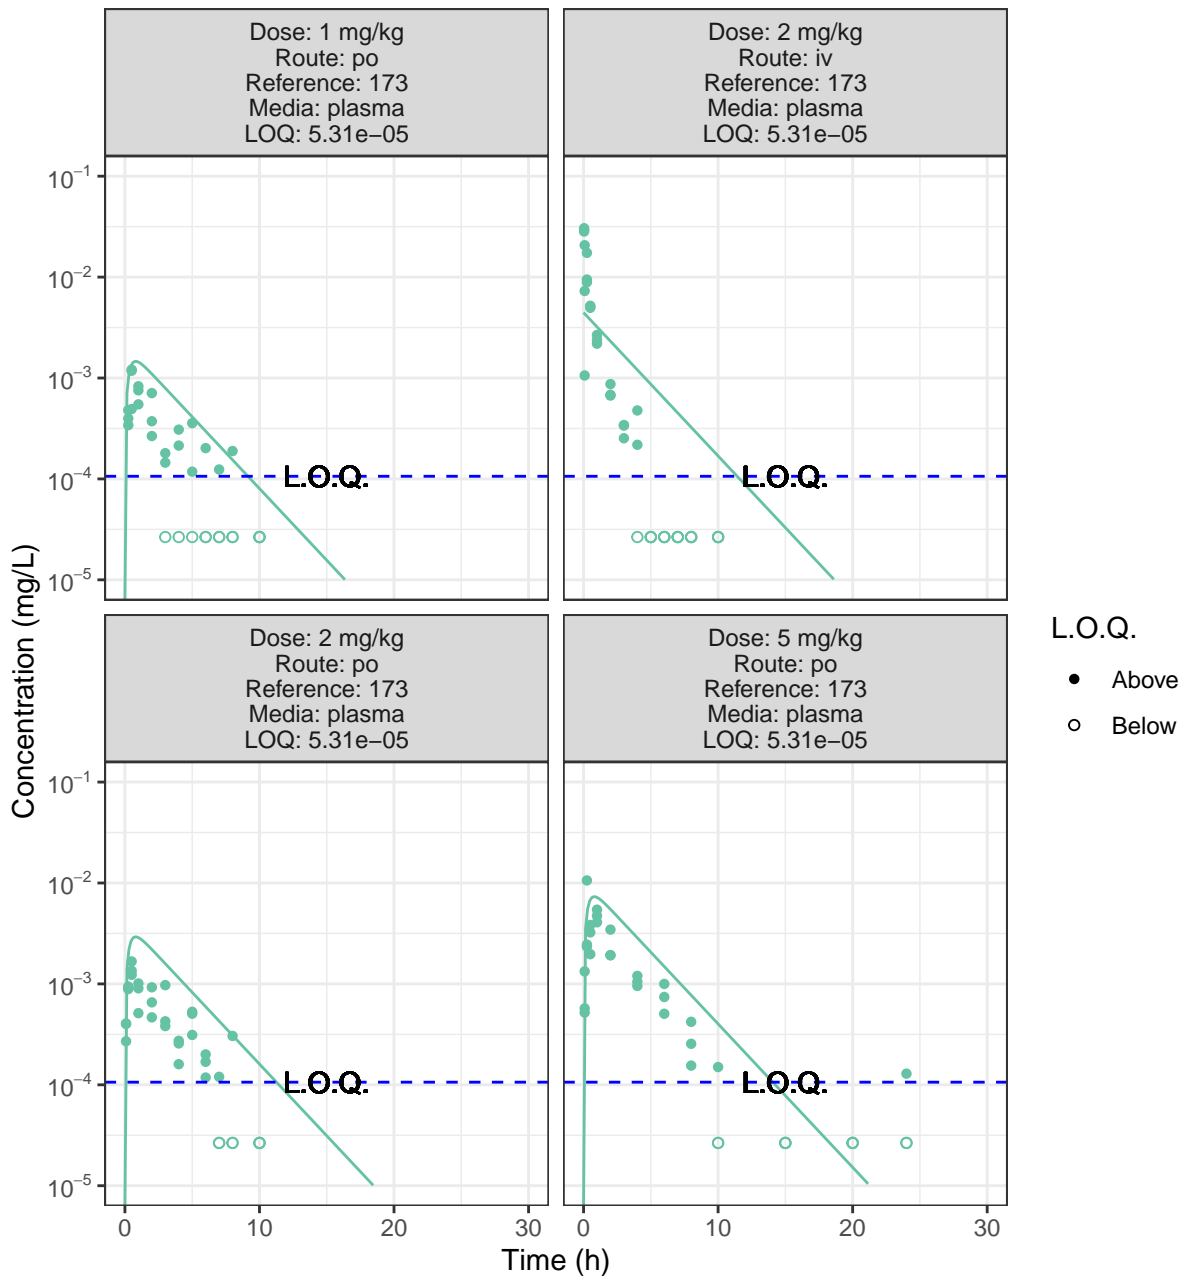 Dose: 1 mg/kg
Route: po
Reference: 173
Media: plasma
LOQ: 5.31e−05
Dose: 2 mg/kg
Route: iv
Reference: 173
Media: plasma
LOQ: 5.31e−05
10⁻¹
10⁻²
10⁻³
10⁻⁴
10⁻⁵
L.O.Q.
L.O.Q.
Dose: 2 mg/kg
Route: po
Reference: 173
Media: plasma
LOQ: 5.31e−05
Dose: 5 mg/kg
Route: po
Reference: 173
Media: plasma
LOQ: 5.31e−05
10⁻¹
10⁻²
10⁻³
10⁻⁴
10⁻⁵
L.O.Q.
L.O.Q.
0 10 20 30
0 10 20 30
Time (h)
Concentration (mg/L)
L.O.Q.
Above
Below